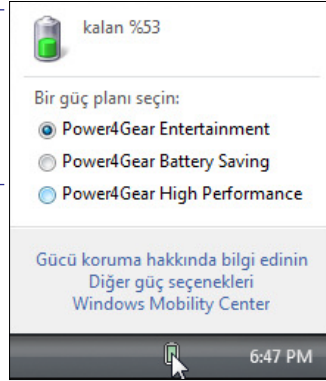 kalan %53
Bir güç planı seçin:
Power4Gear Entertainment
Power4Gear Battery Saving
Power4Gear High Performance
Gücü koruma hakkında bilgi edinin
Diğer güç seçenekleri
Windows Mobility Center
6:47 PM